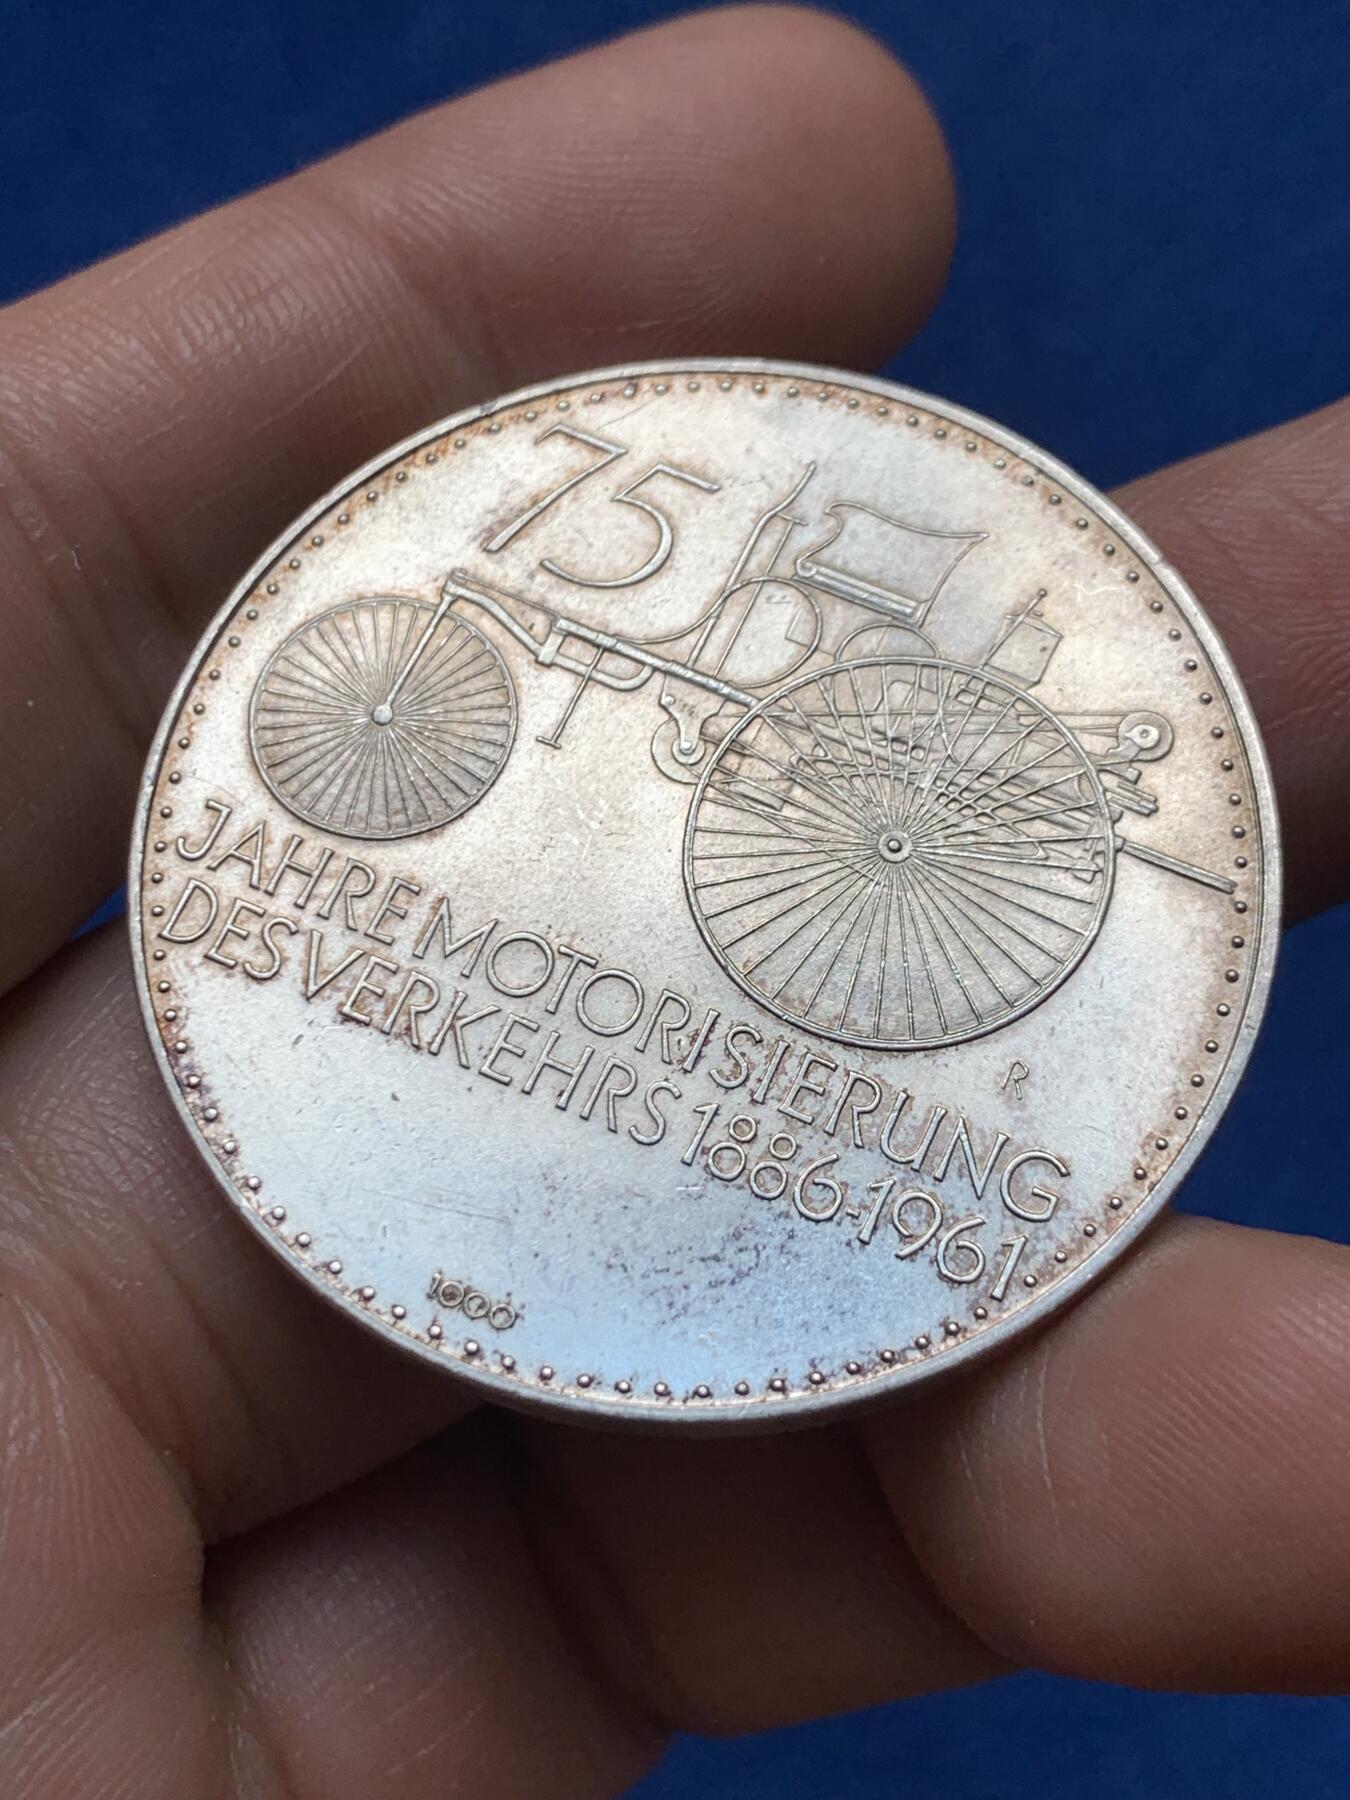 75
JAHRE MOTORISIERUNG
DES VERKEHRS 1886-1961
R
1000